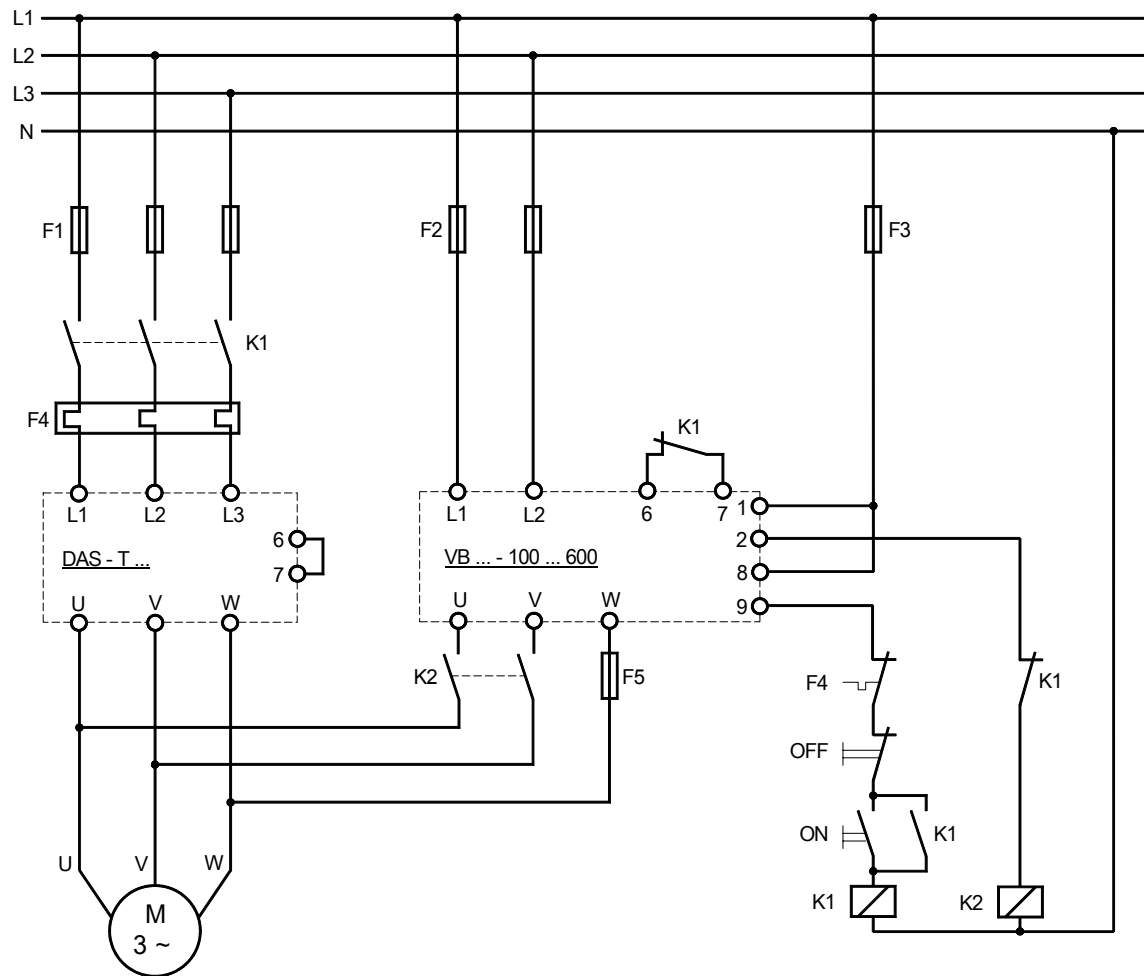 L1
L2
L3
N
F1
F2
F3
K1
F4
K1
L1 L2 L3
L1 L2 6 7 1
6
2
DAS - T ...
VB ... - 100 ... 600
7
8
U V W
U V W
9
K2
F5
F4
K1
OFF
ON
K1
U V W
K1
K2
M
3 ~